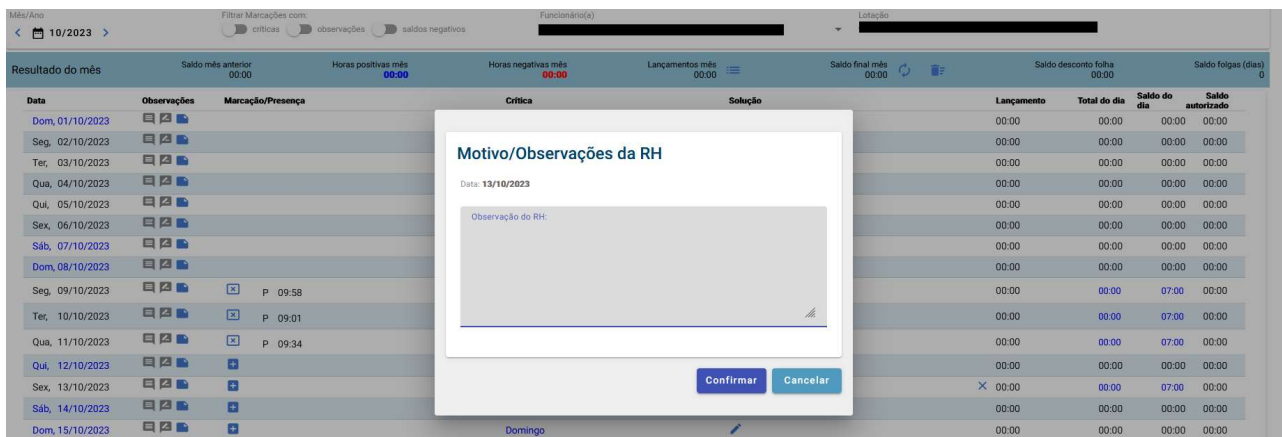 Mês/Ano
10/2023
Filtrar Marcações com:
críticas observações saldos negativos
Funcionário(a)
Lotação
Resultado do mês
Saldo mês anterior
00:00
Horas positivas mês
00:00
Horas negativas mês
00:00
Lançamentos mês
00:00
Saldo final mês
00:00
Saldo desconto folha
00:00
Saldo folgas (dias)
0
Data Observações Marcação/Presença Crítica Solução Lançamento Total do dia Saldo do dia Saldo autorizado
Dom, 01/10/2023 00:00 00:00 00:00 00:00
Seg, 02/10/2023 00:00 00:00 00:00 00:00
Ter, 03/10/2023 00:00 00:00 00:00 00:00
Qua, 04/10/2023 00:00 00:00 00:00 00:00
Qui, 05/10/2023 00:00 00:00 00:00 00:00
Sex, 06/10/2023 00:00 00:00 00:00 00:00
Sáb, 07/10/2023 00:00 00:00 00:00 00:00
Dom, 08/10/2023 00:00 00:00 00:00 00:00
Seg, 09/10/2023 P 09:58 00:00 00:00 07:00 00:00
Ter, 10/10/2023 P 09:01 00:00 00:00 07:00 00:00
Qua, 11/10/2023 P 09:34 00:00 00:00 07:00 00:00
Qui, 12/10/2023 00:00 00:00 00:00 00:00
Sex, 13/10/2023 00:00 00:00 07:00 00:00
Sáb, 14/10/2023 00:00 00:00 00:00 00:00
Dom, 15/10/2023 Domingo 00:00 00:00 00:00 00:00
Motivo/Observações da RH
Data: 13/10/2023
Observação do RH:
Confirmar Cancelar